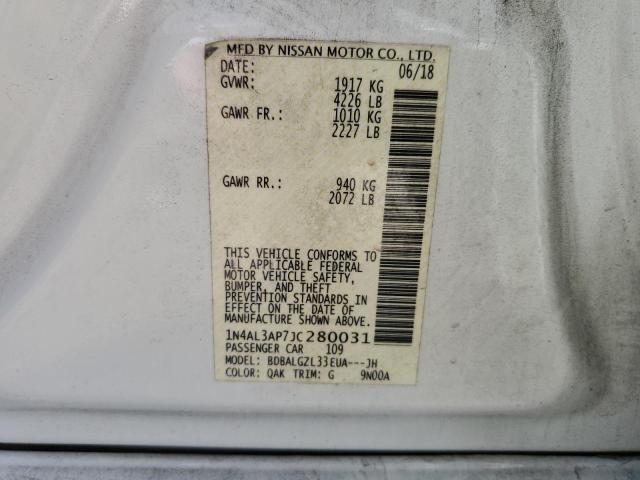 MFD BY NISSAN MOTOR CO., LTD.
DATE: 06/18
GVWR: 1917 KG
4226 LB
GAWR FR.: 1010 KG
2227 LB
GAWR RR.: 940 KG
2072 LB
THIS VEHICLE CONFORMS TO
ALL APPLICABLE FEDERAL
MOTOR VEHICLE SAFETY,
BUMPER, AND THEFT
PREVENTION STANDARDS IN
EFFECT ON THE DATE OF
MANUFACTURE SHOWN ABOVE.
1N4AL3AP7JC280031
PASSENGER CAR 109
MODEL: BDBALGZL33EUA---JH
COLOR: QAK TRIM: G 9N00A